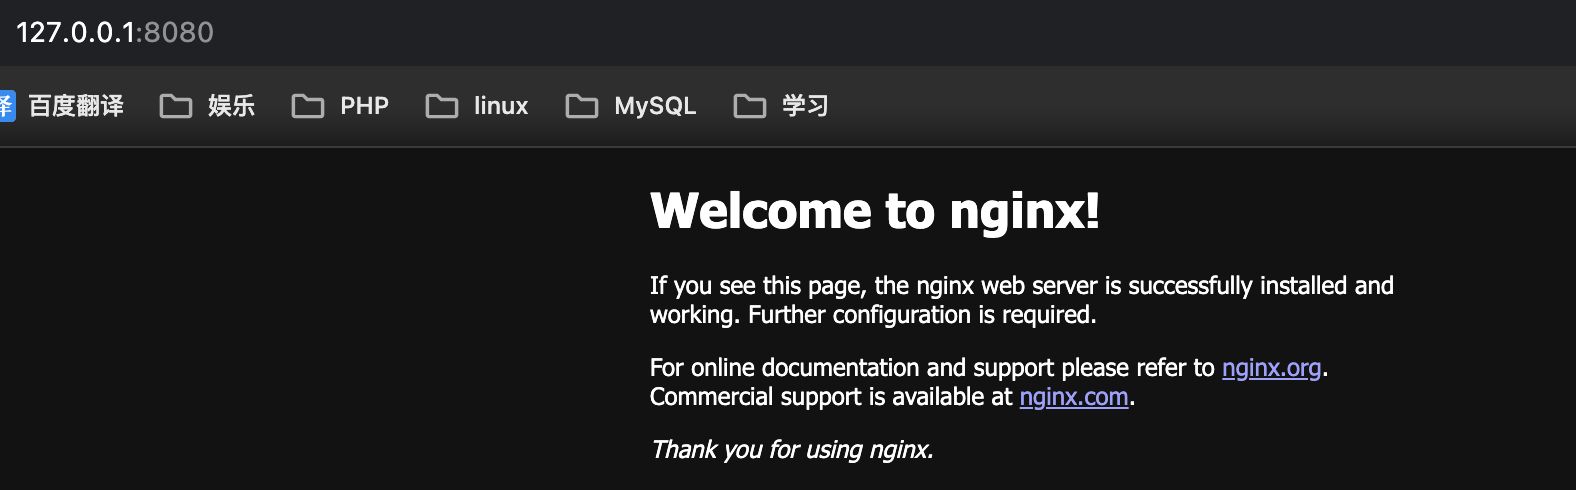 127.0.0.1:8080
译 百度翻译 娱乐 PHP linux MySQL 学习
Welcome to nginx!
If you see this page, the nginx web server is successfully installed and
working. Further configuration is required.
For online documentation and support please refer to nginx.org.
Commercial support is available at nginx.com.
Thank you for using nginx.